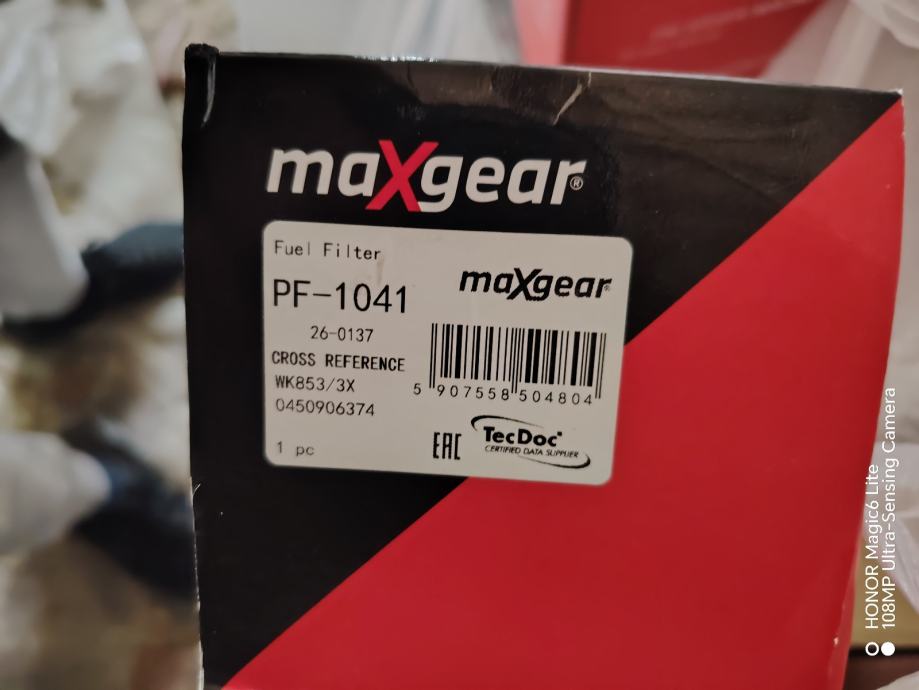 maXgear®
Fuel Filter
maXgear
PF-1041
26-0137
CROSS REFERENCE
WK853/3X
0450906374
5 907558 504804
1 pc
EAC
TecDoc
CERTIFIED DATA SUPPLIER
HONOR Magic6 Lite
108MP Ultra-Sensing Camera